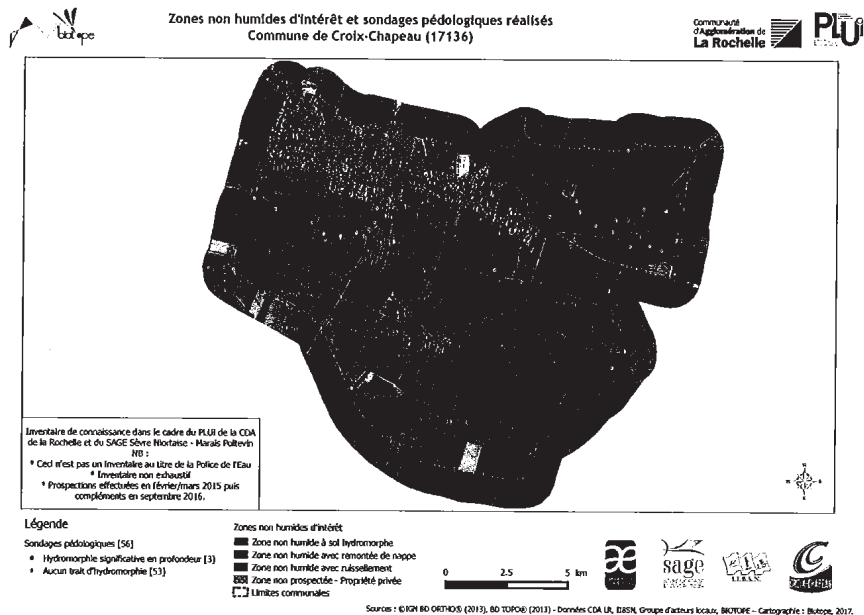 biotope
Zones non humides d'intérêt et sondages pédologiques réalisés
Commune de Croix-Chapeau (17136)
Communauté
d'Agglomération de
La Rochelle
PLUi
Inventaire de connaissance dans le cadre du PLUi de la CDA
de la Rochelle et du SAGE Sèvre Niortaise - Marais Poitevin
NB :
* Ceci n'est pas un inventaire au titre de la Police de l'Eau
* Inventaire non exhaustif
* Prospections effectuées en février/mars 2015 puis
compléments en septembre 2016.
Légende
Sondages pédologiques [56]
Hydromorphie significative en profondeur [3]
Aucun trait d'hydromorphie [53]
Zones non humides d'intérêt
Zone non humide à sol hydromorphe
Zone non humide avec remontée de nappe
Zone non humide avec ruissellement
Zone non prospectée - Propriété privée
Limites communales
0 2.5 5 km
æ
sage
I.I.B.S.N.
Sources : © IGN BD ORTHO® (2013), BD TOPO® (2013) - Données CDA LR, IIBSN, Groupe d'acteurs locaux, BIOTOPE – Cartographie : Biotope, 2017.